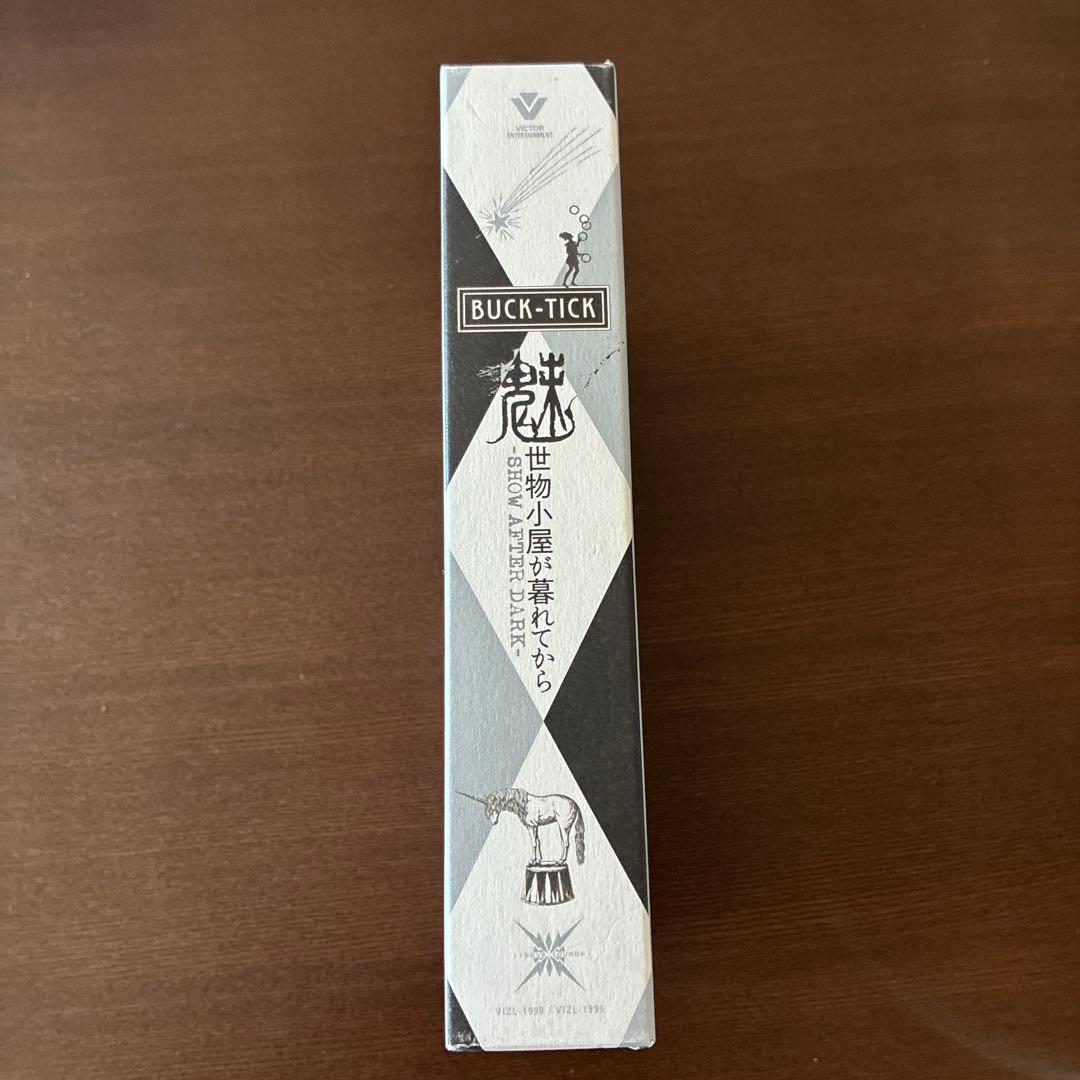 VICTOR
ENTERTAINMENT
BUCK-TICK
魅
世物小屋が暮れてから
-SHOW AFTER DARK-
VIZL-1998 / VIZL-1999